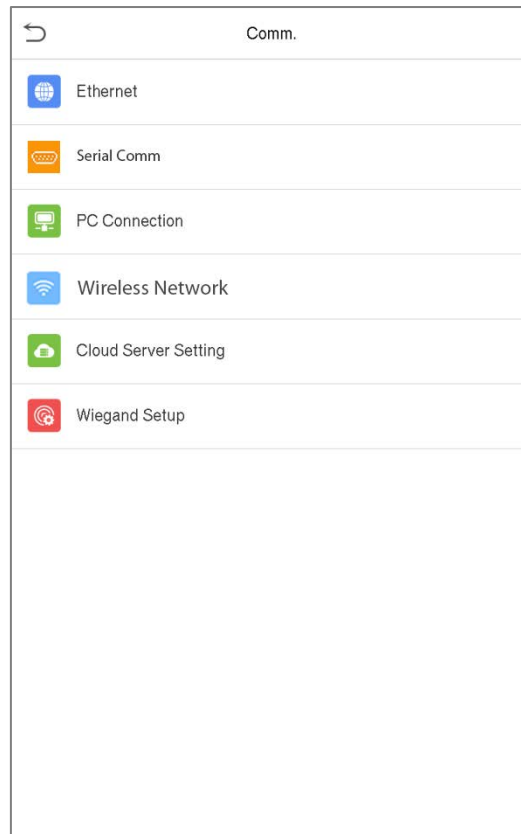 Comm.
Ethernet
Serial Comm
PC Connection
Wireless Network
Cloud Server Setting
Wiegand Setup